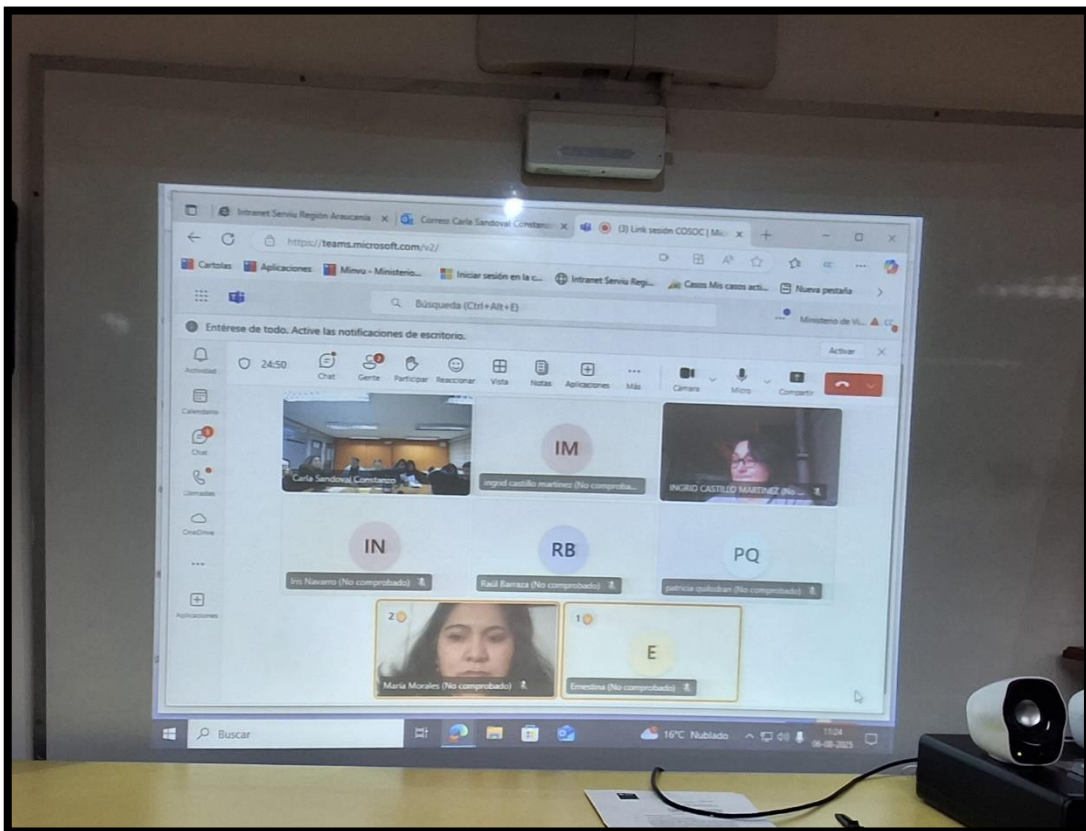 Intranet Serviu Región Araucanía
Correo Carla Sandoval Constanzo
(3) Link sesión COSOC | Mic
https://teams.microsoft.com/v2/
Cartolas
Aplicaciones
Minvu - Ministerio...
Iniciar sesión en la c...
Intranet Serviu Regi...
Casos Mis casos acti...
Nueva pestaña
Búsqueda (Ctrl+Alt+E)
Ministerio de Vi...
CC
Entérese de todo. Active las notificaciones de escritorio.
Activar
Actividad
Calendario
Chat
Llamadas
OneDrive
Aplicaciones
24:50
Chat
Gente
Participar
Reaccionar
Vista
Notas
Aplicaciones
Más
Cámara
Micro
Compartir
Carla Sandoval Constanzo
IM
ingrid castillo martinez (No comproba...
INGRID CASTILLO MARTINEZ (No ...
IN
Iris Navarro (No comprobado)
RB
Raúl Barraza (No comprobado)
PQ
patricia quilodran (No comprobado)
2
María Morales (No comprobado)
1
E
Ernestina (No comprobado)
Buscar
16°C Nublado
11:24
06-08-2025